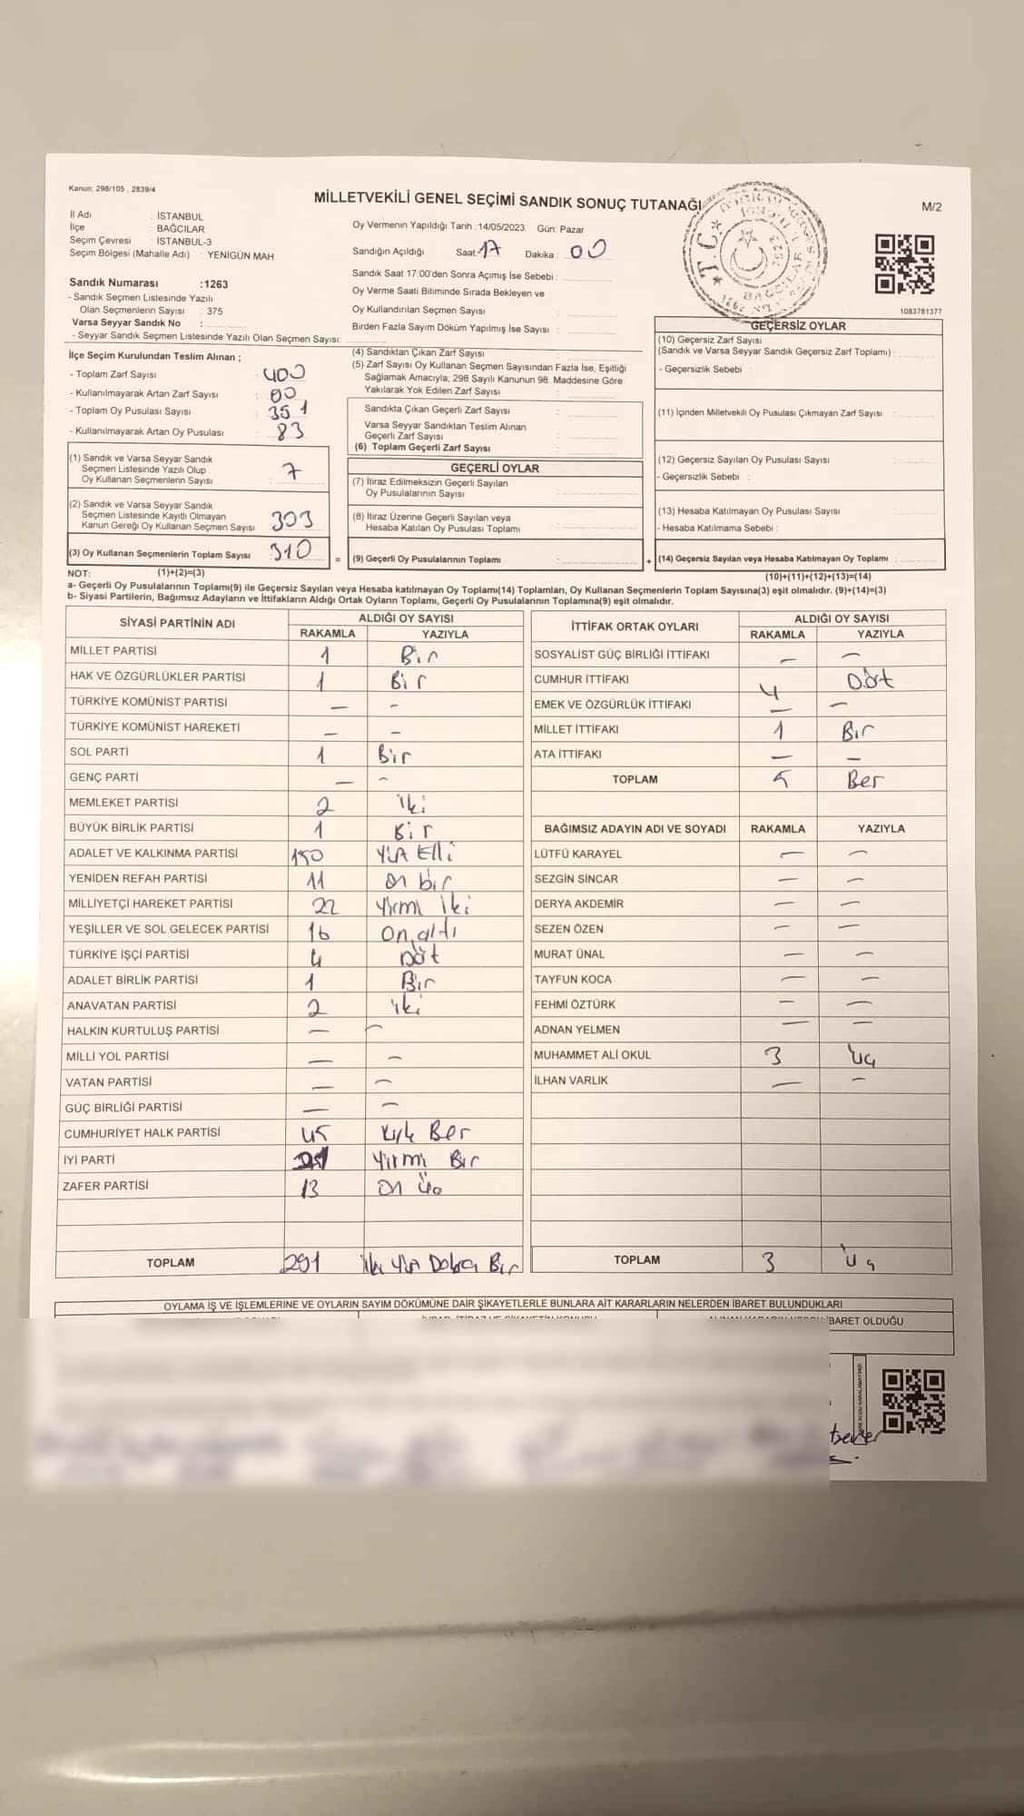 Kanun: 298/105 , 2839/4
MİLLETVEKİLİ GENEL SEÇİMİ SANDIK SONUÇ TUTANAĞI
M/2
İl Adı : İSTANBUL
İlçe BAĞCILAR
Seçim Çevresi : İSTANBUL-3
Seçim Bölgesi (Mahalle Adı) : YENİGÜN MAH.
Oy Vermenin Yapıldığı Tarih : 14/05/2023 Gün: Pazar
Sandığın Açıldığı Saat: 17 Dakika : 00
Sandık Saat 17:00'den Sonra Açılmış İse Sebebi :
Oy Verme Saati Bitiminde Sırada Bekleyen ve
Oy Kullandırılan Seçmen Sayısı
Birden Fazla Sayım Döküm Yapılmış İse Sayısı :
1083781377
Sandık Numarası :1263
- Sandık Seçmen Listesinde Yazılı
Olan Seçmenlerin Sayısı : 375
Varsa Seyyar Sandık No :
- Seyyar Sandık Seçmen Listesinde Yazılı Olan Seçmen Sayısı:
İlçe Seçim Kurulundan Teslim Alınan ;
- Toplam Zarf Sayısı 400
- Kullanılmayarak Artan Zarf Sayısı 00
- Toplam Oy Pusulası Sayısı 351
- Kullanılmayarak Artan Oy Pusulası 83
(1) Sandık ve Varsa Seyyar Sandık
Seçmen Listesinde Yazılı Olup
Oy Kullanan Seçmenlerin Sayısı 7
(2) Sandık ve Varsa Seyyar Sandık
Seçmen Listesinde Kayıtlı Olmayan
Kanun Gereği Oy Kullanan Seçmen Sayısı 303
(3) Oy Kullanan Seçmenlerin Toplam Sayısı 310
(4) Sandıktan Çıkan Zarf Sayısı
(5) Zarf Sayısı Oy Kullanan Seçmen Sayısından Fazla İse, Eşitliği
Sağlamak Amacıyla, 298 Sayılı Kanunun 98. Maddesine Göre
Yakılarak Yok Edilen Zarf Sayısı
Sandıkta Çıkan Geçerli Zarf Sayısı
Varsa Seyyar Sandıktan Teslim Alınan
Geçerli Zarf Sayısı
(6) Toplam Geçerli Zarf Sayısı
GEÇERLİ OYLAR
(7) İtiraz Edilmeksizin Geçerli Sayılan
Oy Pusulalarının Sayısı
(8) İtiraz Üzerine Geçerli Sayılan veya
Hesaba Katılan Oy Pusulası Toplamı
= (9) Geçerli Oy Pusulalarının Toplamı
GEÇERSİZ OYLAR
(10) Geçersiz Zarf Sayısı
(Sandık ve Varsa Seyyar Sandık Geçersiz Zarf Toplamı)
- Geçersizlik Sebebi
(11) İçinden Milletvekili Oy Pusulası Çıkmayan Zarf Sayısı
(12) Geçersiz Sayılan Oy Pusulası Sayısı
- Geçersizlik Sebebi :
(13) Hesaba Katılmayan Oy Pusulası Sayısı
- Hesaba Katılmama Sebebi :
+ (14) Geçersiz Sayılan veya Hesaba Katılmayan Oy Toplamı
NOT: (1)+(2)=(3)
(10)+(11)+(12)+(13)=(14)
a- Geçerli Oy Pusulalarının Toplamı(9) ile Geçersiz Sayılan veya Hesaba katılmayan Oy Toplamı(14) Toplamları, Oy Kullanan Seçmenlerin Toplam Sayısına(3) eşit olmalıdır. (9)+(14)=(3)
b- Siyasi Partilerin, Bağımsız Adayların ve İttifakların Aldığı Ortak Oyların Toplamı, Geçerli Oy Pusulalarının Toplamına(9) eşit olmalıdır.
SİYASİ PARTİNİN ADI ALDIĞI OY SAYISI
RAKAMLA YAZIYLA
MİLLET PARTİSİ 1 Bir
HAK VE ÖZGÜRLÜKLER PARTİSİ 1 Bir
TÜRKİYE KOMÜNİST PARTİSİ — -
TÜRKİYE KOMÜNİST HAREKETİ — -
SOL PARTİ 1 Bir
GENÇ PARTİ — -
MEMLEKET PARTİSİ 2 iki
BÜYÜK BİRLİK PARTİSİ 1 Bir
ADALET VE KALKINMA PARTİSİ 150 Yüz Elli
YENİDEN REFAH PARTİSİ 11 on bir
MİLLİYETÇİ HAREKET PARTİSİ 22 Yirmi iki
YEŞİLLER VE SOL GELECEK PARTİSİ 16 On altı
TÜRKİYE İŞÇİ PARTİSİ 4 Dört
ADALET BİRLİK PARTİSİ 1 Bir
ANAVATAN PARTİSİ 2 iki
HALKIN KURTULUŞ PARTİSİ — -
MİLLİ YOL PARTİSİ — -
VATAN PARTİSİ — -
GÜÇ BİRLİĞİ PARTİSİ — -
CUMHURİYET HALK PARTİSİ 45 Kırk Beş
İYİ PARTİ 21 Yirmi Bir
ZAFER PARTİSİ 13 On üç
TOPLAM 291 iki Yüz Doksan Bir
İTTİFAK ORTAK OYLARI ALDIĞI OY SAYISI
RAKAMLA YAZIYLA
SOSYALİST GÜÇ BİRLİĞİ İTTİFAKI — —
CUMHUR İTTİFAKI 4 Dört
EMEK VE ÖZGÜRLÜK İTTİFAKI — —
MİLLET İTTİFAKI 1 Bir
ATA İTTİFAKI — —
TOPLAM 5 Beş
BAĞIMSIZ ADAYIN ADI VE SOYADI RAKAMLA YAZIYLA
LÜTFÜ KARAYEL — —
SEZGİN SİNCAR — —
DERYA AKDEMİR — —
SEZEN ÖZEN — —
MURAT ÜNAL — —
TAYFUN KOCA — —
FEHMİ ÖZTÜRK — —
ADNAN YELMEN — —
MUHAMMET ALİ OKUL 3 Üç
İLHAN VARLIK — —
TOPLAM 3 Üç
OYLAMA İŞ VE İŞLEMLERİNE VE OYLARIN SAYIM DÖKÜMÜNE DAİR ŞİKAYETLERLE BUNLARA AİT KARARLARIN NELERDEN İBARET BULUNDUKLARI
BARET OLDUĞU